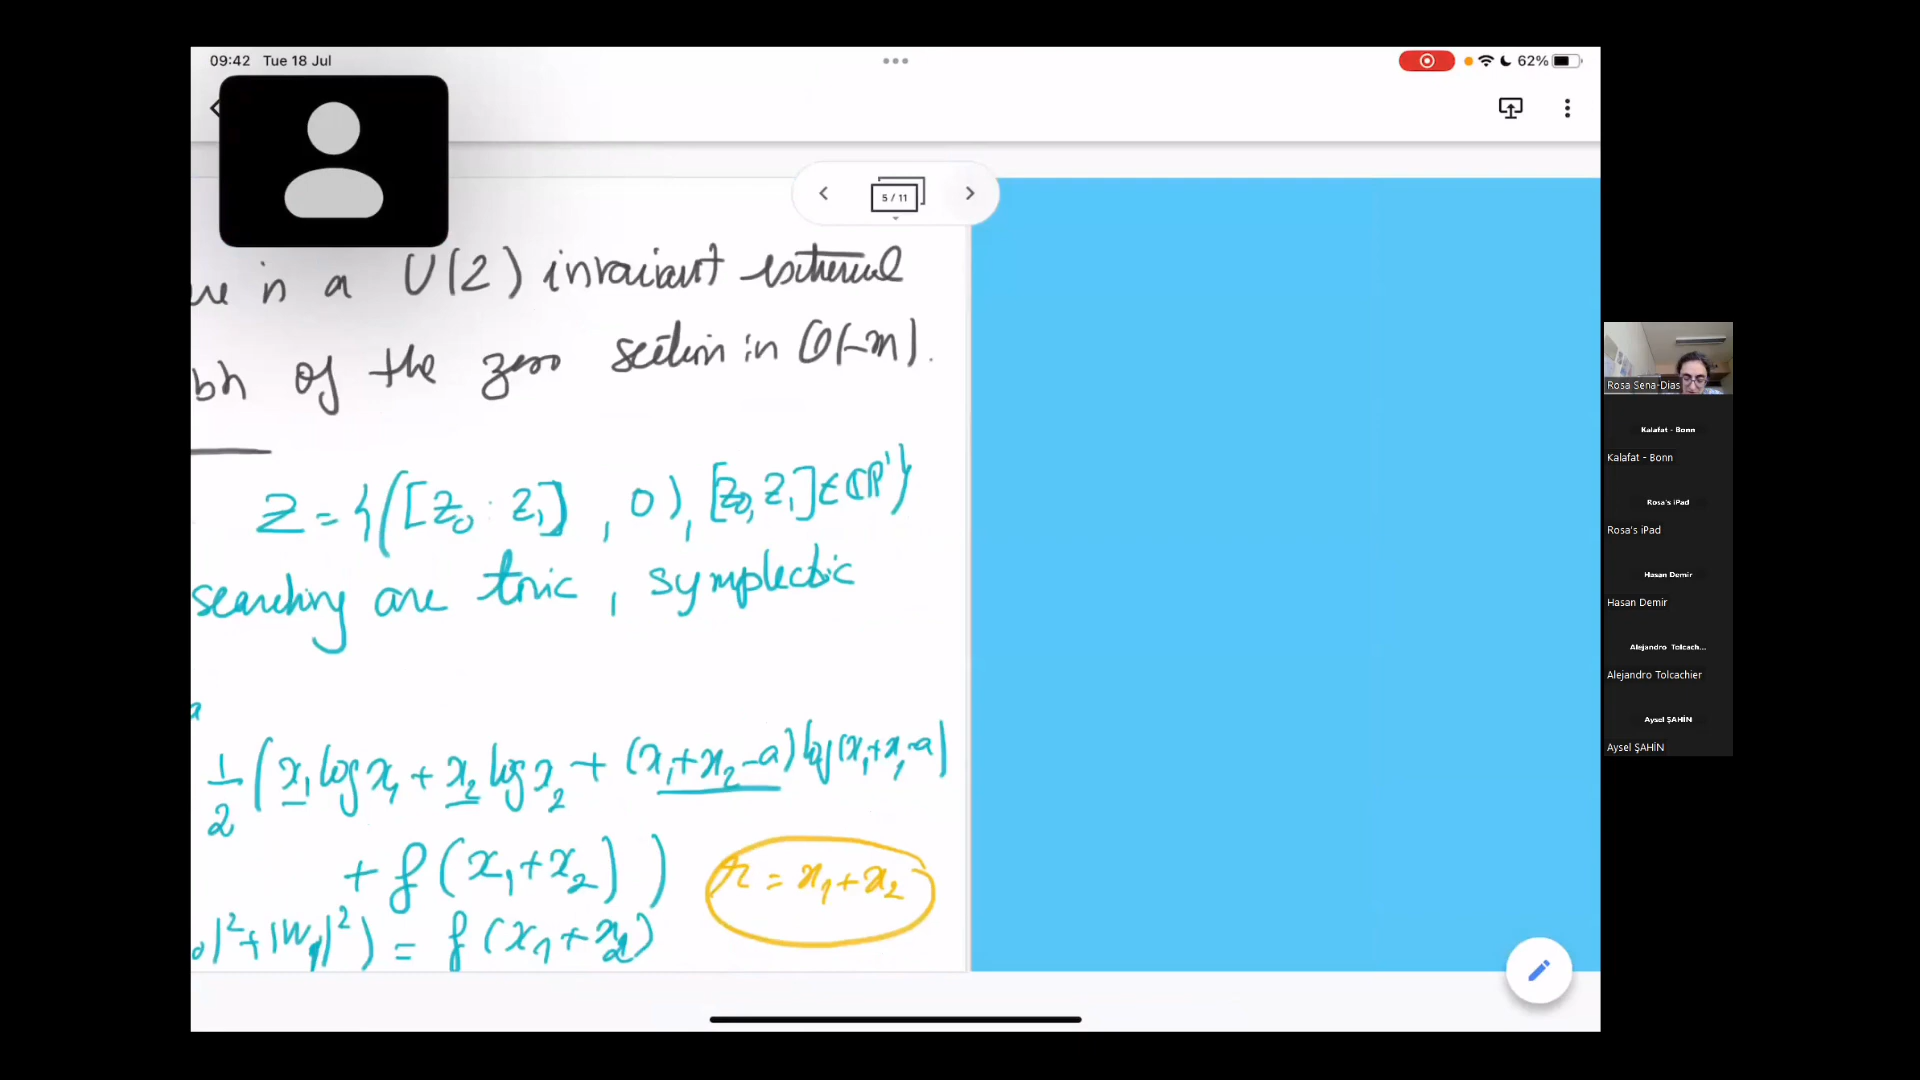 09:42 Tue 18 Jul
62%
5 / 11
is a U(2) invariant extremal
of the zero section in O(-m).
Z = {([z₀ : z₁], 0), [z₀, z₁] ∈ CP¹}
searching are toric, symplectic
a
1/2 (x₁ log x₁ + x₂ log x₂ + (x₁+x₂-a) log(x₁+x₂-a)
+ f(x₁+x₂))
r = x₁+x₂
|²+|W₁|²) = f(x₁+x₂)
Rosa Sena-Dias
Kalafat - Bonn
Kalafat - Bonn
Rosa's iPad
Rosa's iPad
Hasan Demir
Hasan Demir
Alejandro Tolcach...
Alejandro Tolcachier
Aysel ŞAHİN
Aysel ŞAHİN